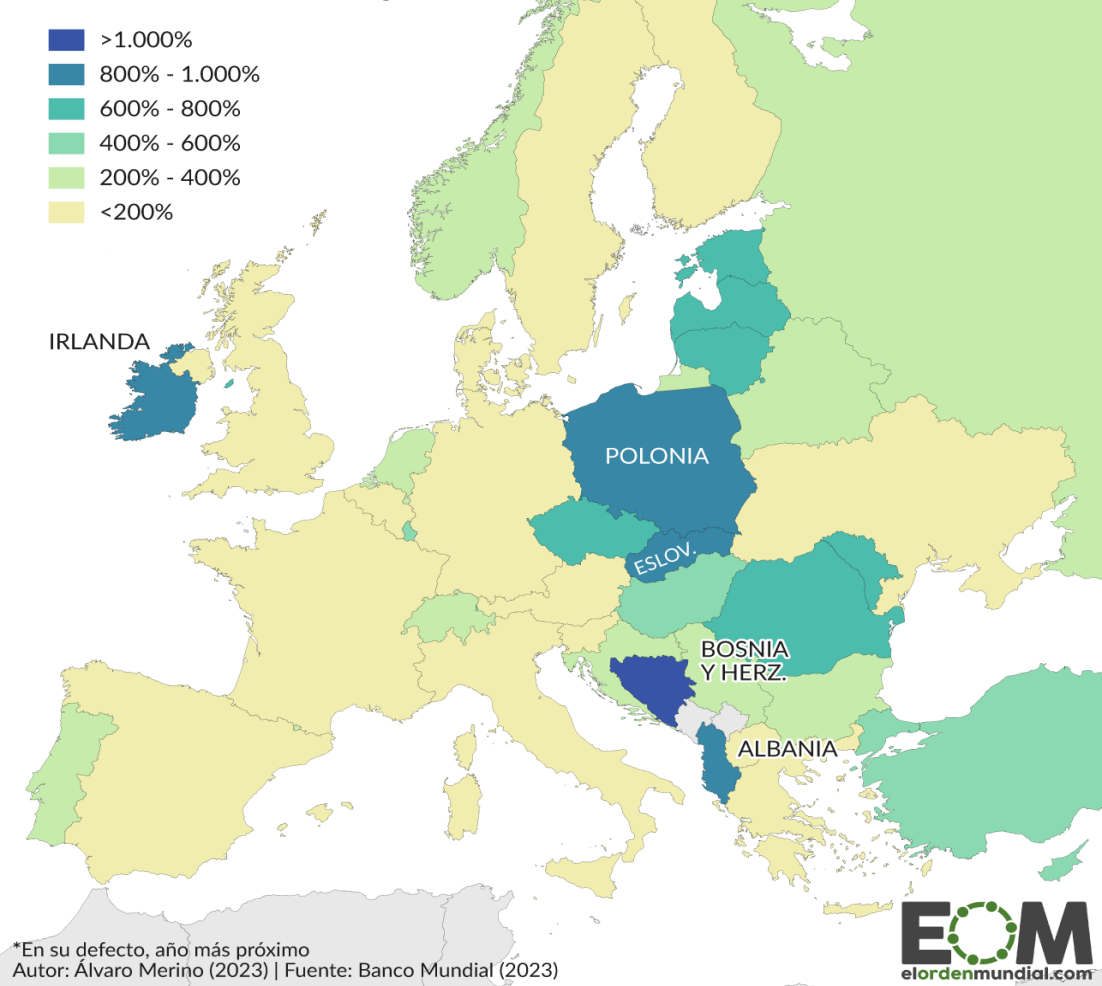 >1.000%
800% - 1.000%
600% - 800%
400% - 600%
200% - 400%
<200%
IRLANDA
POLONIA
ESLOV.
BOSNIA
Y HERZ.
ALBANIA
*En su defecto, año más próximo
Autor: Álvaro Merino (2023) | Fuente: Banco Mundial (2023)
EOM
elordenmundial.com